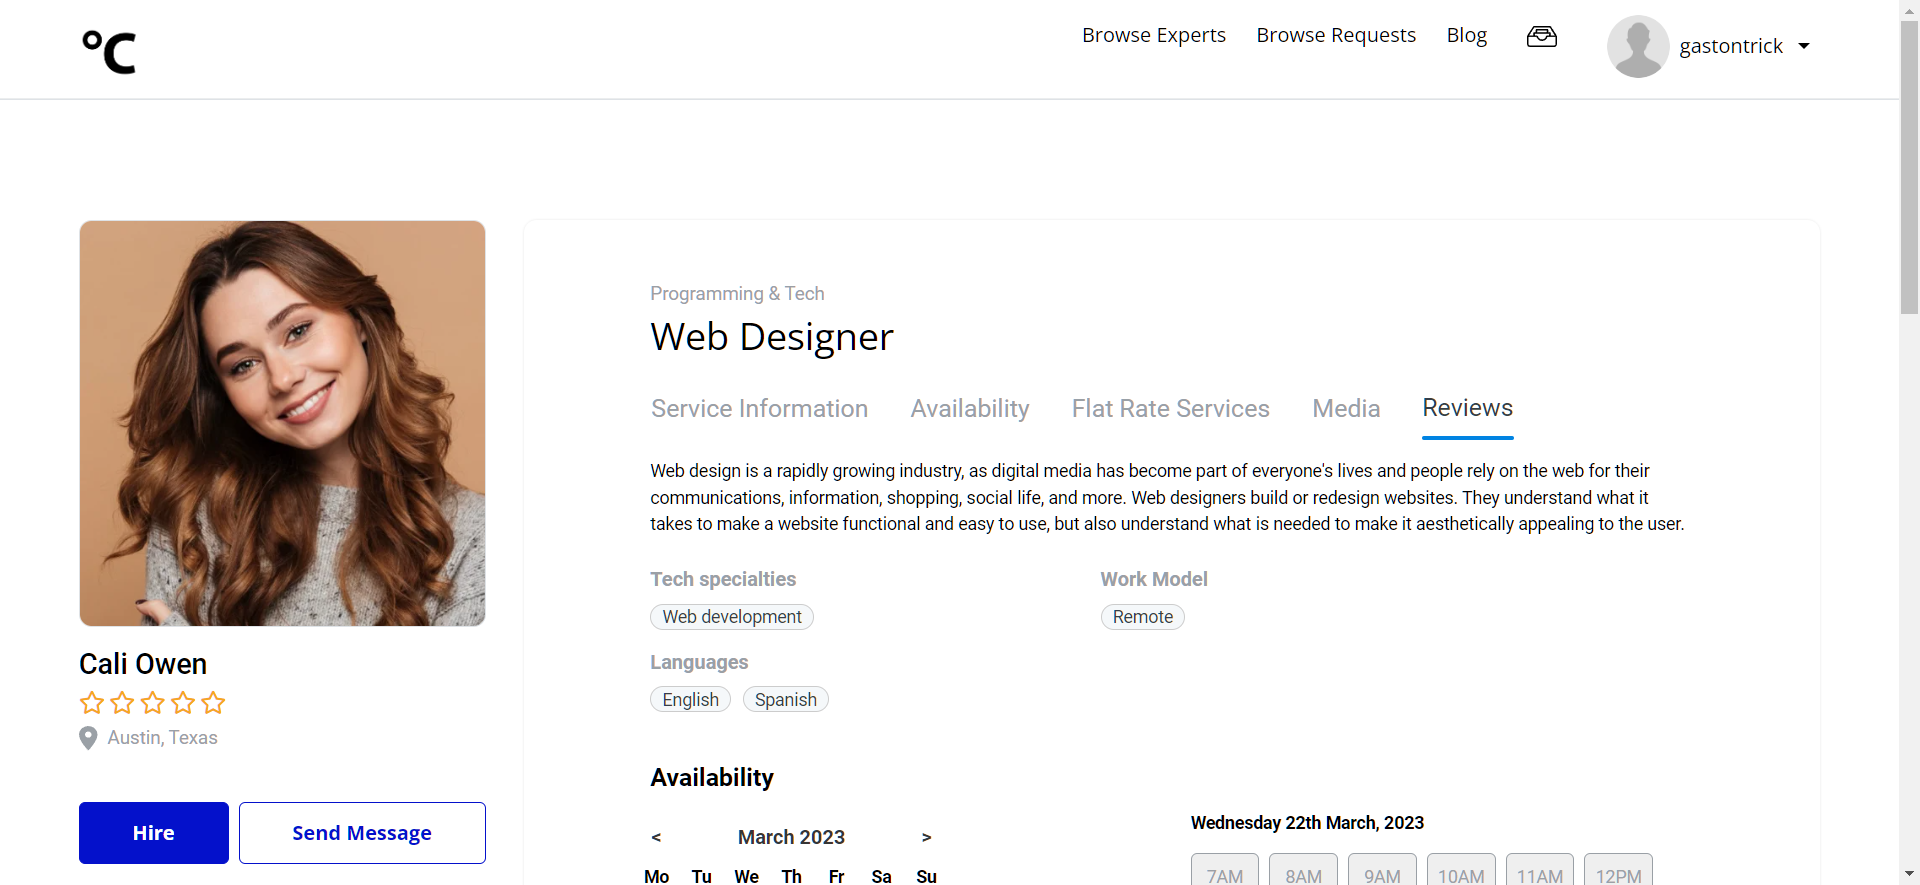 °C
Browse Experts Browse Requests Blog
gastontrick
Programming & Tech
Web Designer
Service Information Availability Flat Rate Services Media Reviews
Web design is a rapidly growing industry, as digital media has become part of everyone's lives and people rely on the web for their
communications, information, shopping, social life, and more. Web designers build or redesign websites. They understand what it
takes to make a website functional and easy to use, but also understand what is needed to make it aesthetically appealing to the user.
Tech specialties
Web development
Work Model
Remote
Languages
English Spanish
Cali Owen
Austin, Texas
Hire Send Message
Availability
< March 2023 >
Mo Tu We Th Fr Sa Su
Wednesday 22th March, 2023
7AM 8AM 9AM 10AM 11AM 12PM